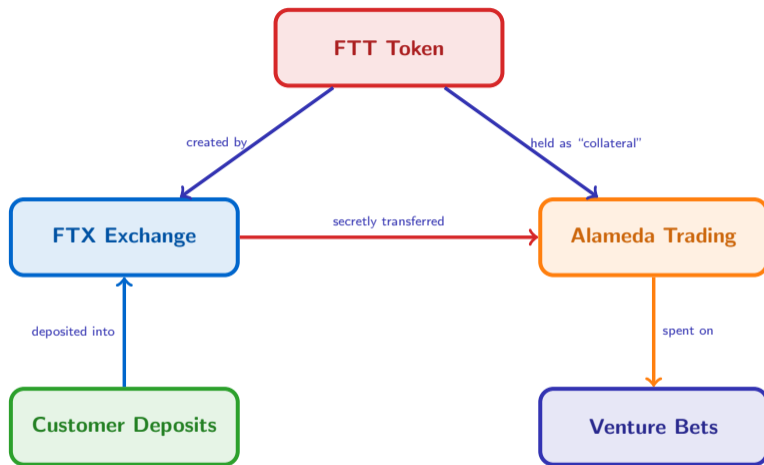 FTT Token
created by
held as “collateral”
FTX Exchange
secretly transferred
Alameda Trading
deposited into
spent on
Customer Deposits
Venture Bets